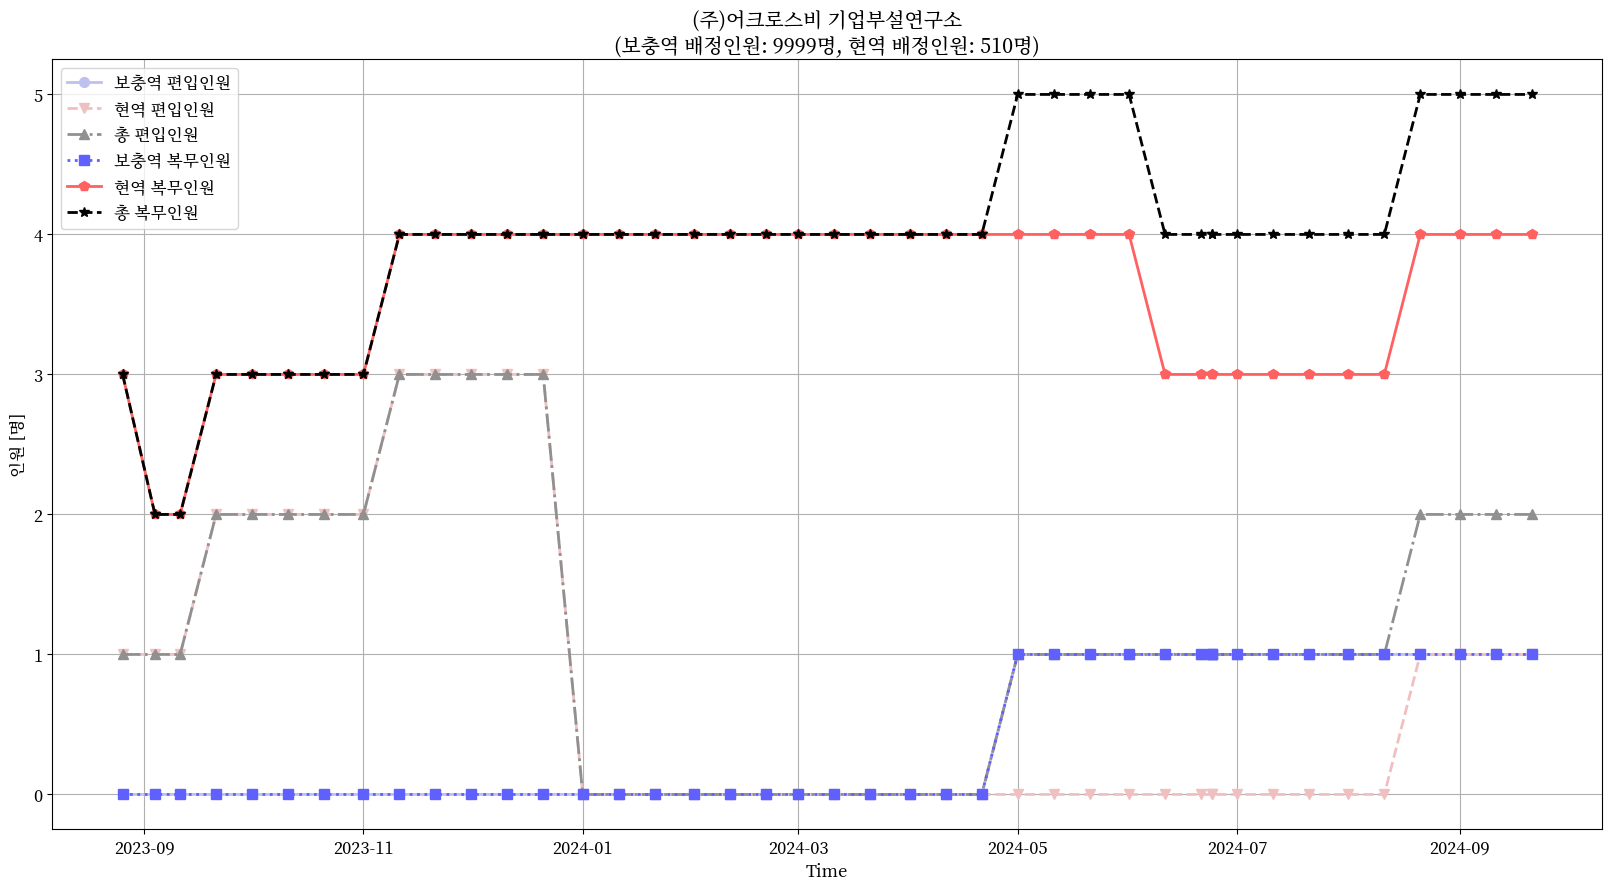 (주)어크로스비 기업부설연구소
(보충역 배정인원: 9999명, 현역 배정인원: 510명)
보충역 편입인원
현역 편입인원
총 편입인원
보충역 복무인원
현역 복무인원
총 복무인원
인원 [명]
5
4
3
2
1
0
2023-09 2023-11 2024-01 2024-03 2024-05 2024-07 2024-09
Time